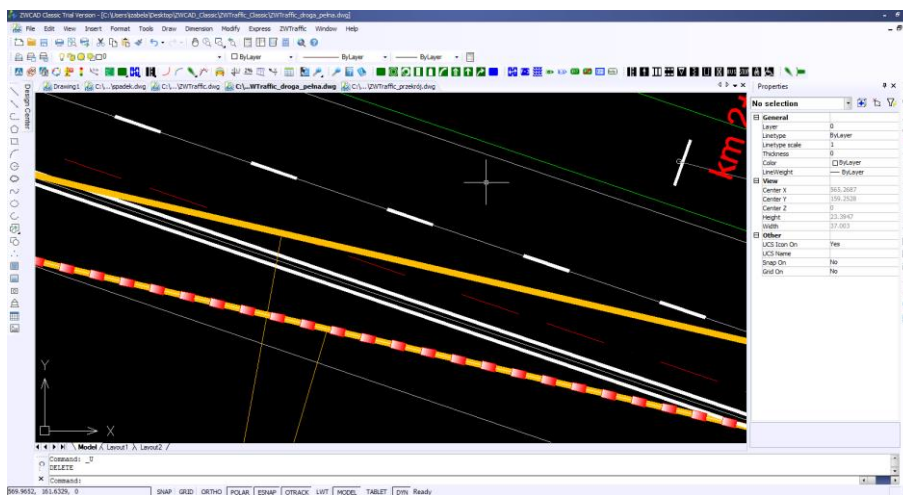 ZWCAD Classic Trial Version - [C:\Users\izabela\Desktop\ZWCAD_Classic\ZWTraffic_Classic\ZWTraffic_droga_pełna.dwg]
File Edit View Insert Format Tools Draw Dimension Modify Express ZWTraffic Window Help
ByLayer ByLayer ByLayer
Drawing1 C:\...\spadek.dwg C:\...\ZWTraffic.dwg C:\...WTraffic_droga_pełna.dwg C:\...\ZWTraffic_przekrój.dwg
Design Center
km 2+
Properties
No selection
General
Layer 0
Linetype ByLayer
Linetype scale 1
Thickness 0
Color ByLayer
LineWeight ByLayer
View
Center X 565.2687
Center Y 159.2528
Center Z 0
Height 23.3947
Width 37.003
Other
UCS Icon On Yes
UCS Name
Snap On No
Grid On No
Y
X
Model Layout1 Layout2
Command: _U
DELETE
Command:
569.9652, 161.6329, 0 SNAP GRID ORTHO POLAR ESNAP OTRACK LWT MODEL TABLET DYN Ready